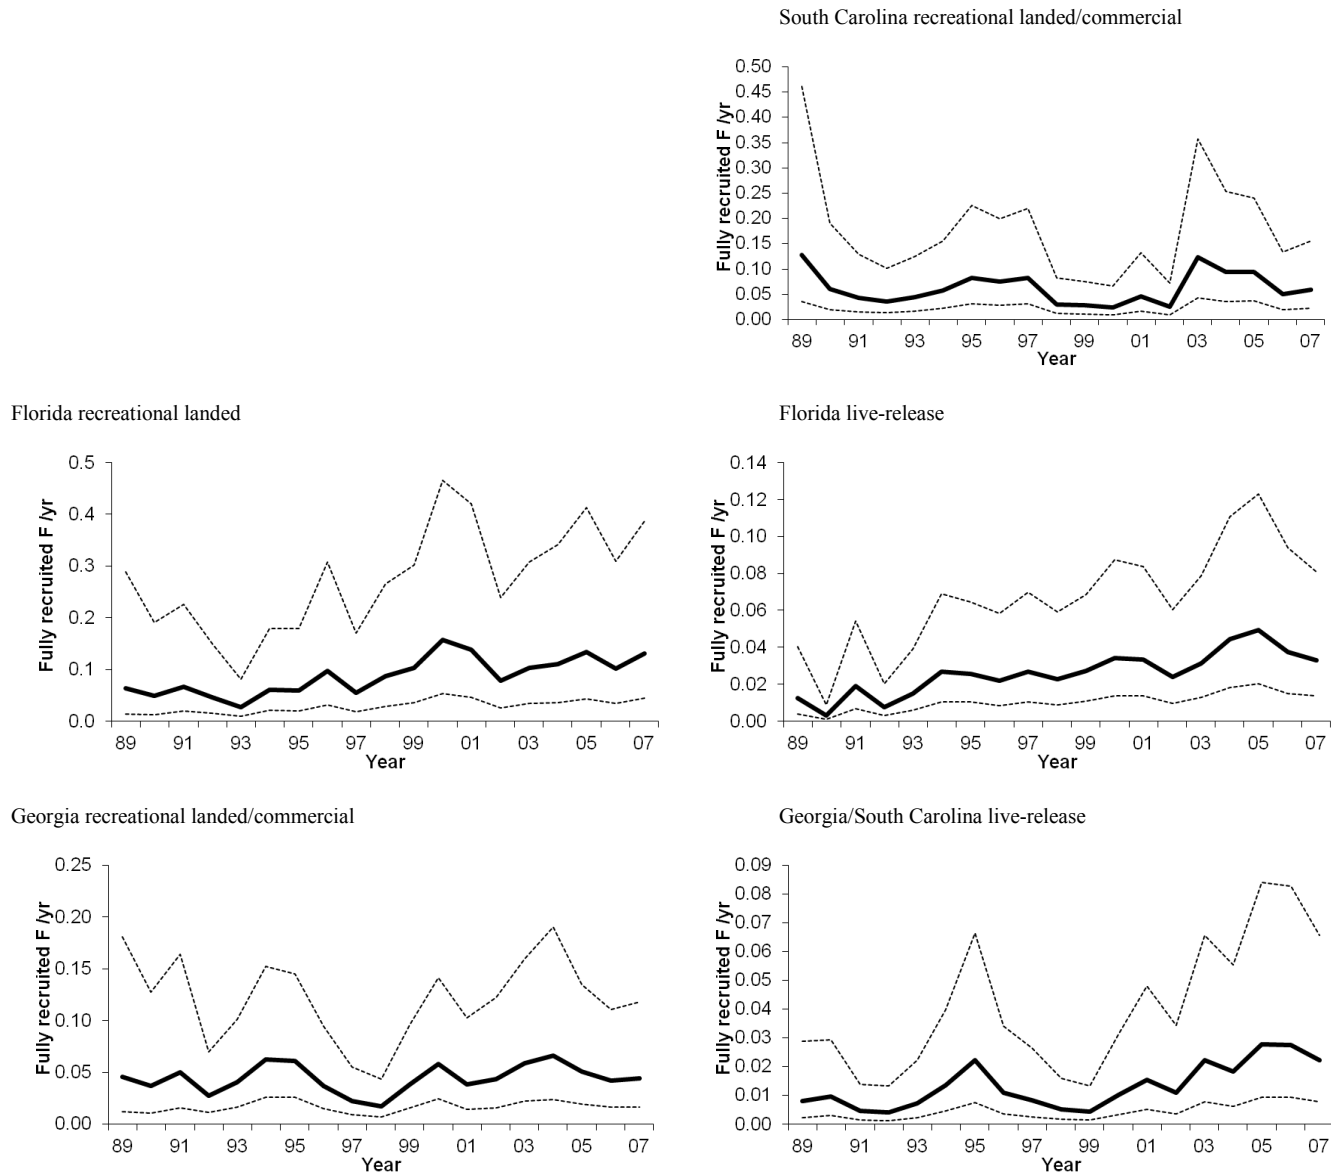 South Carolina recreational landed/commercial
Fully recruited F /yr
0.50
0.45
0.40
0.35
0.30
0.25
0.20
0.15
0.10
0.05
0.00
89 91 93 95 97 99 01 03 05 07
Year
Florida recreational landed
Fully recruited F /yr
0.5
0.4
0.3
0.2
0.1
0.0
89 91 93 95 97 99 01 03 05 07
Year
Florida live-release
Fully recruited F /yr
0.14
0.12
0.10
0.08
0.06
0.04
0.02
0.00
89 91 93 95 97 99 01 03 05 07
Year
Georgia recreational landed/commercial
Fully recruited F /yr
0.25
0.20
0.15
0.10
0.05
0.00
89 91 93 95 97 99 01 03 05 07
Year
Georgia/South Carolina live-release
Fully recruited F /yr
0.09
0.08
0.07
0.06
0.05
0.04
0.03
0.02
0.01
0.00
89 91 93 95 97 99 01 03 05 07
Year